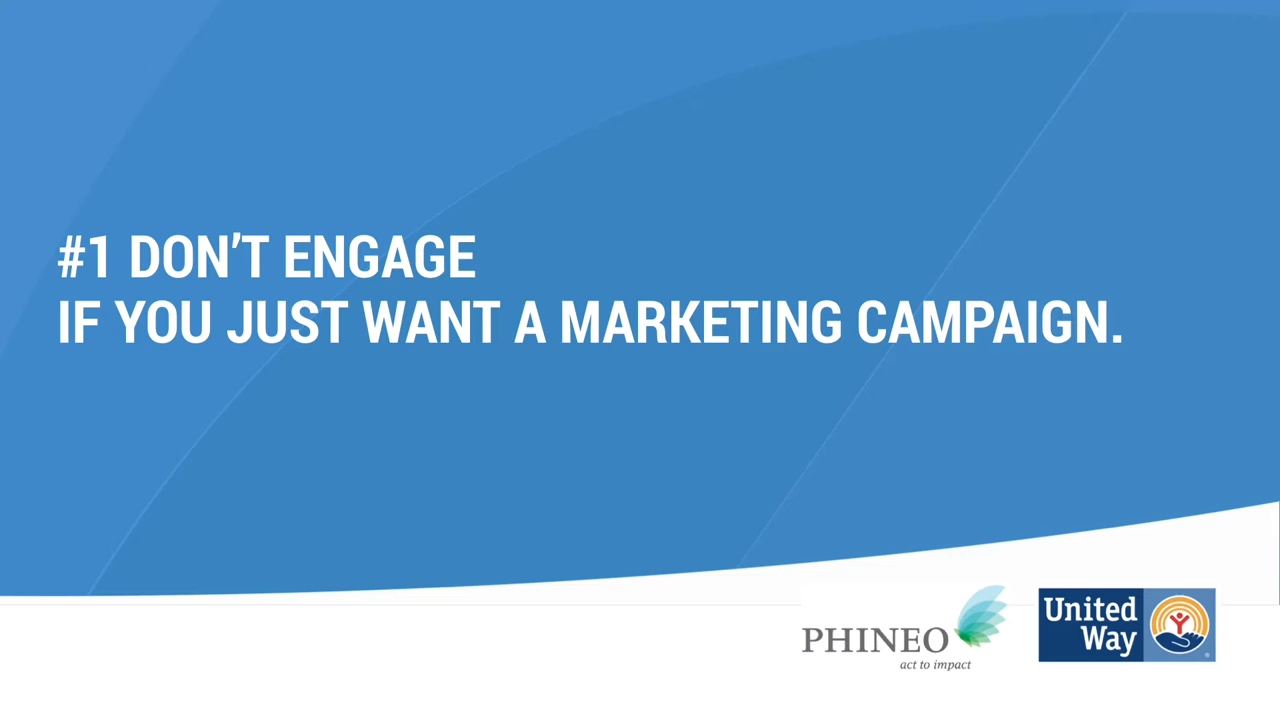 #1 DON’T ENGAGE
IF YOU JUST WANT A MARKETING CAMPAIGN.
PHINEO
act to impact
United
Way
®